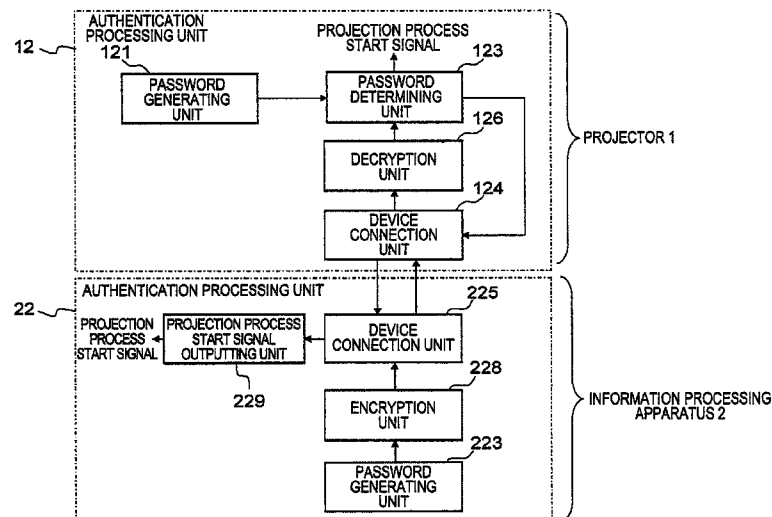 AUTHENTICATION
PROCESSING UNIT
12
121
PROJECTION PROCESS
START SIGNAL
123
PASSWORD
GENERATING
UNIT
PASSWORD
DETERMINING
UNIT
126
DECRYPTION
UNIT
PROJECTOR 1
124
DEVICE
CONNECTION
UNIT
22
AUTHENTICATION PROCESSING UNIT
225
PROJECTION
PROCESS
START SIGNAL
PROJECTION PROCESS
START SIGNAL
OUTPUTTING UNIT
DEVICE
CONNECTION UNIT
229
228
ENCRYPTION
UNIT
INFORMATION PROCESSING
APPARATUS 2
223
PASSWORD
GENERATING
UNIT